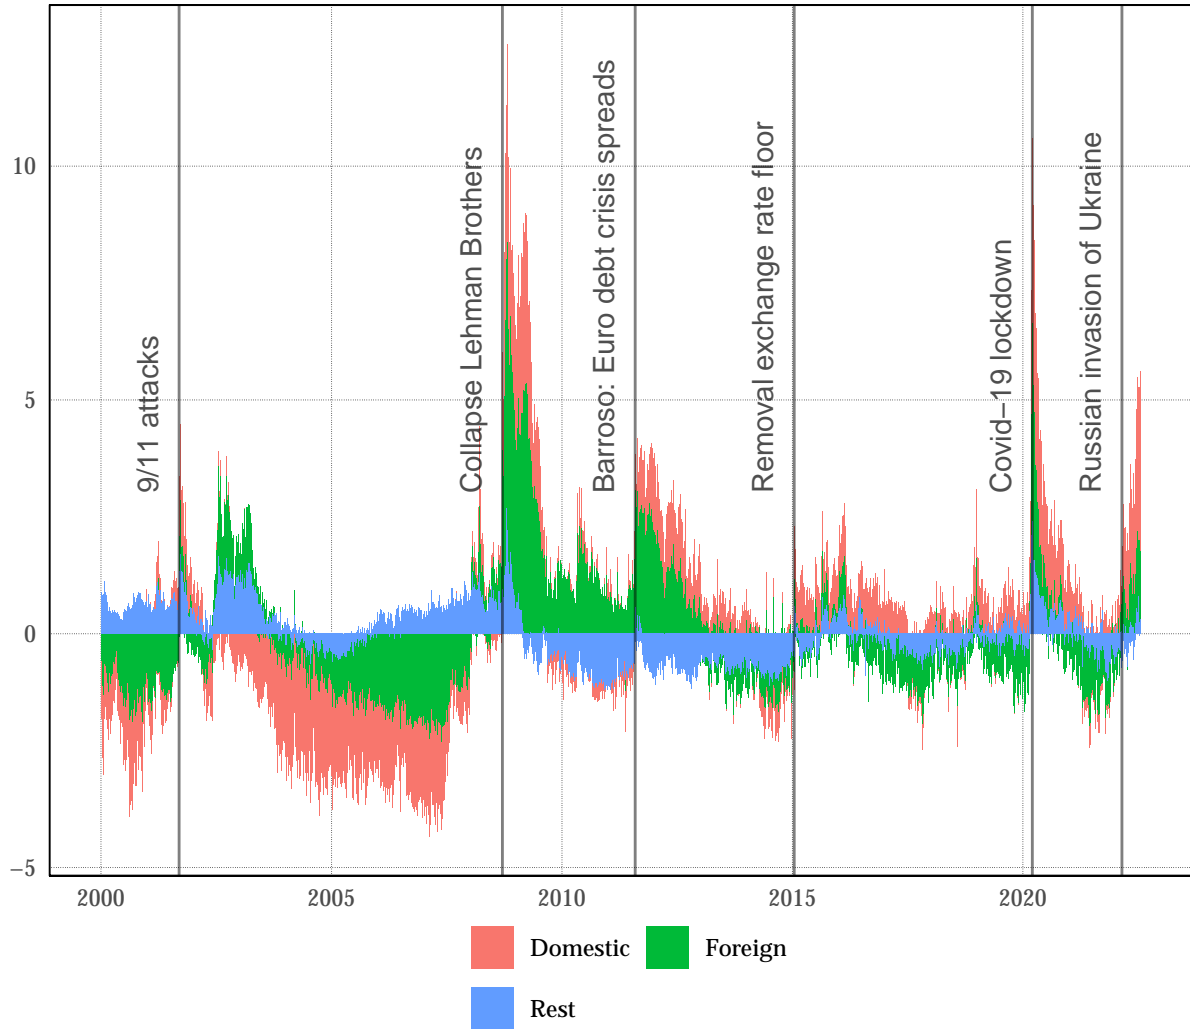 10
5
0
−5
9/11 attacks
Collapse Lehman Brothers
Barroso: Euro debt crisis spreads
Removal exchange rate floor
Covid−19 lockdown
Russian invasion of Ukraine
2000 2005 2010 2015 2020
Domestic Foreign
Rest